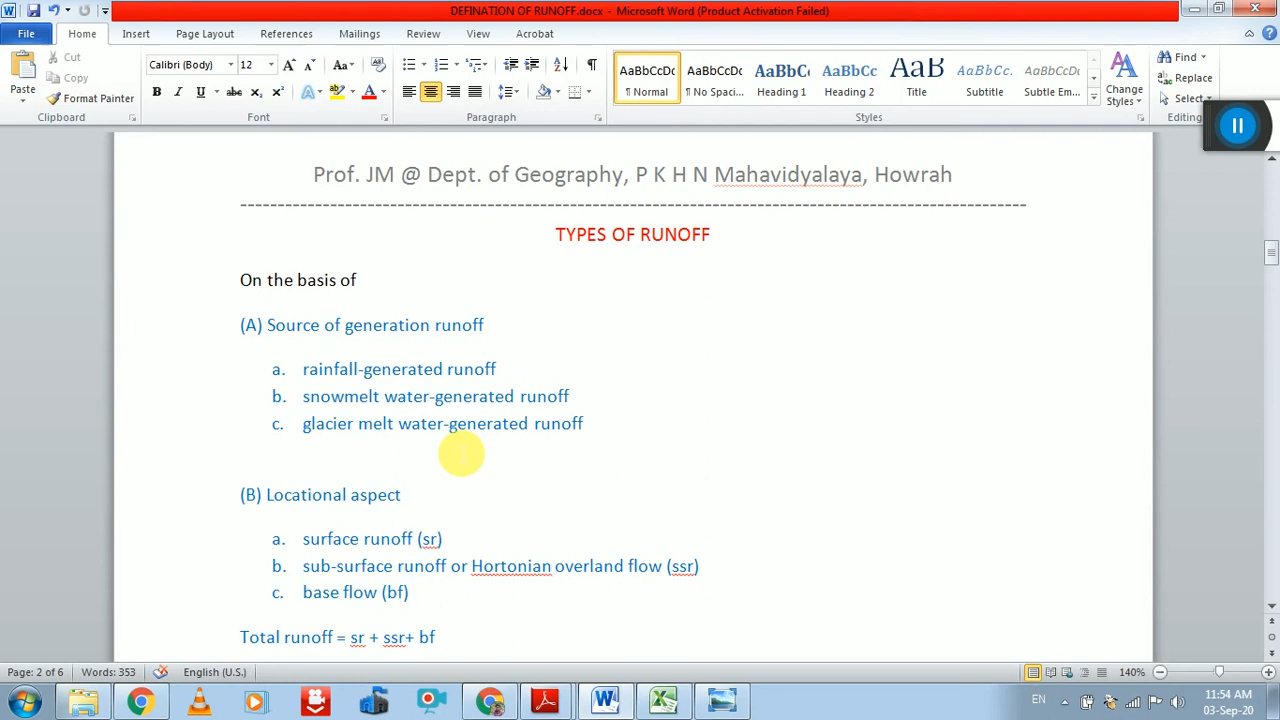 DEFINATION OF RUNOFF.docx - Microsoft Word (Product Activation Failed)
File Home Insert Page Layout References Mailings Review View Acrobat
Paste
Cut
Copy
Format Painter
Clipboard
Calibri (Body) 12
Font
Paragraph
AaBbCcDc AaBbCcDc AaBbC AaBbCc AaB AaBbCc. AaBbCcDc
¶ Normal ¶ No Spaci... Heading 1 Heading 2 Title Subtitle Subtle Em...
Change Styles
Styles
Find
Replace
Select
Editing
Prof. JM @ Dept. of Geography, P K H N Mahavidyalaya, Howrah
TYPES OF RUNOFF
On the basis of
(A) Source of generation runoff
a. rainfall-generated runoff
b. snowmelt water-generated runoff
c. glacier melt water-generated runoff
(B) Locational aspect
a. surface runoff (sr)
b. sub-surface runoff or Hortonian overland flow (ssr)
c. base flow (bf)
Total runoff = sr + ssr+ bf
Page: 2 of 6 Words: 353 English (U.S.) 140%
EN 11:54 AM
03-Sep-20